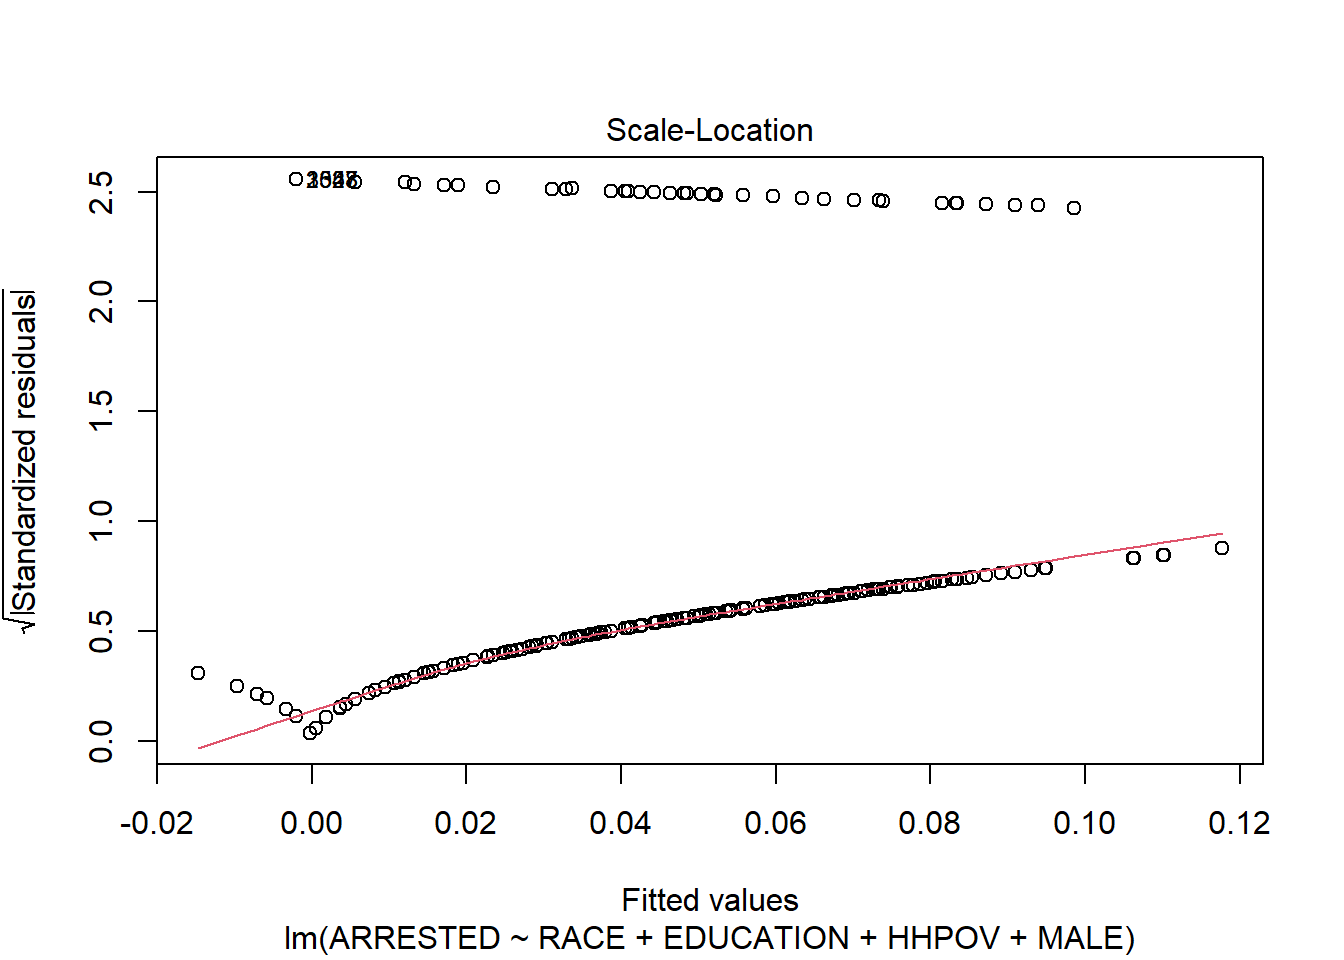 Scale-Location
√|Standardized residuals|
2.5
2.0
1.5
1.0
0.5
0.0
-0.02 0.00 0.02 0.04 0.06 0.08 0.10 0.12
Fitted values
lm(ARRESTED ~ RACE + EDUCATION + HHPOV + MALE)